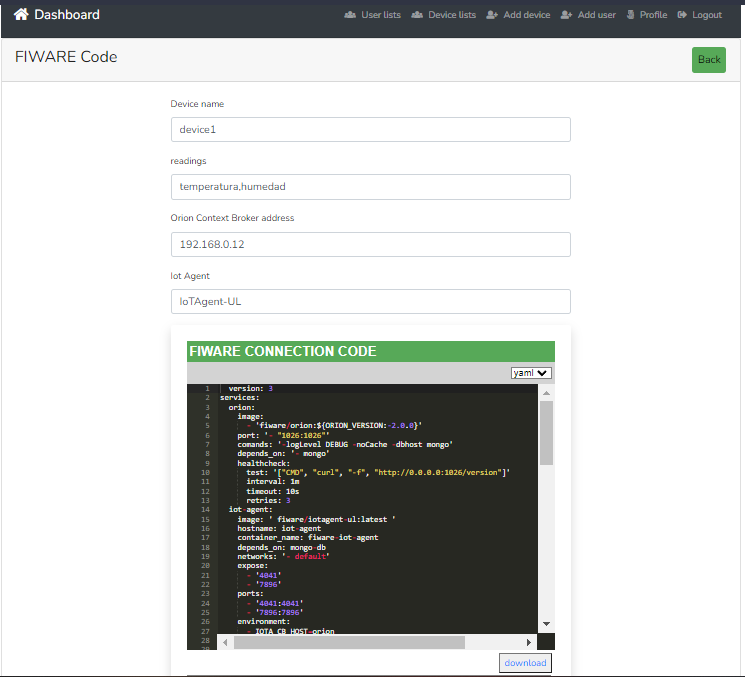 Dashboard
User lists
Device lists
Add device
Add user
Profile
Logout
FIWARE Code
Back
Device name
device1
readings
temperatura,humedad
Orion Context Broker address
192.168.0.12
Iot Agent
IoTAgent-UL
FIWARE CONNECTION CODE
yaml
1 version: 3
2 services:
3 orion:
4 image:
5 - 'fiware/orion:${ORION_VERSION:-2.0.0}'
6 port: '- "1026:1026"'
7 comands: '-logLevel DEBUG -noCache -dbhost mongo'
8 depends_on: '- mongo'
9 healthcheck:
10 test: '["CMD", "curl", "-f", "http://0.0.0.0:1026/version"]'
11 interval: 1m
12 timeout: 10s
13 retries: 3
14 iot-agent:
15 image: ' fiware/iotagent-ul:latest '
16 hostname: iot-agent
17 container_name: fiware-iot-agent
18 depends_on: mongo-db
19 networks: '- default'
20 expose:
21 - '4041'
22 - '7896'
23 ports:
24 - '4041:4041'
25 - '7896:7896'
26 environment:
27 - IOTA_CB_HOST=orion
28
download